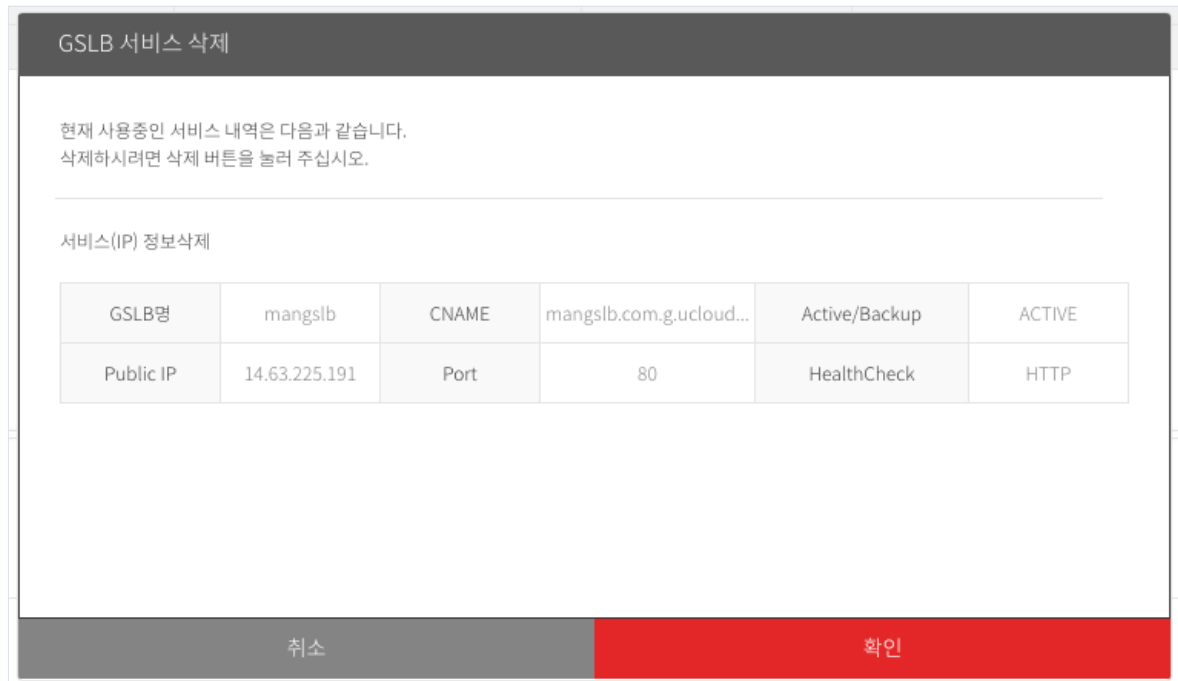 GSLB 서비스 삭제
현재 사용중인 서비스 내역은 다음과 같습니다.
삭제하시려면 삭제 버튼을 눌러 주십시오.
서비스(IP) 정보삭제
GSLB명 mangslb CNAME mangslb.com.g.ucloud... Active/Backup ACTIVE
Public IP 14.63.225.191 Port 80 HealthCheck HTTP
취소 확인